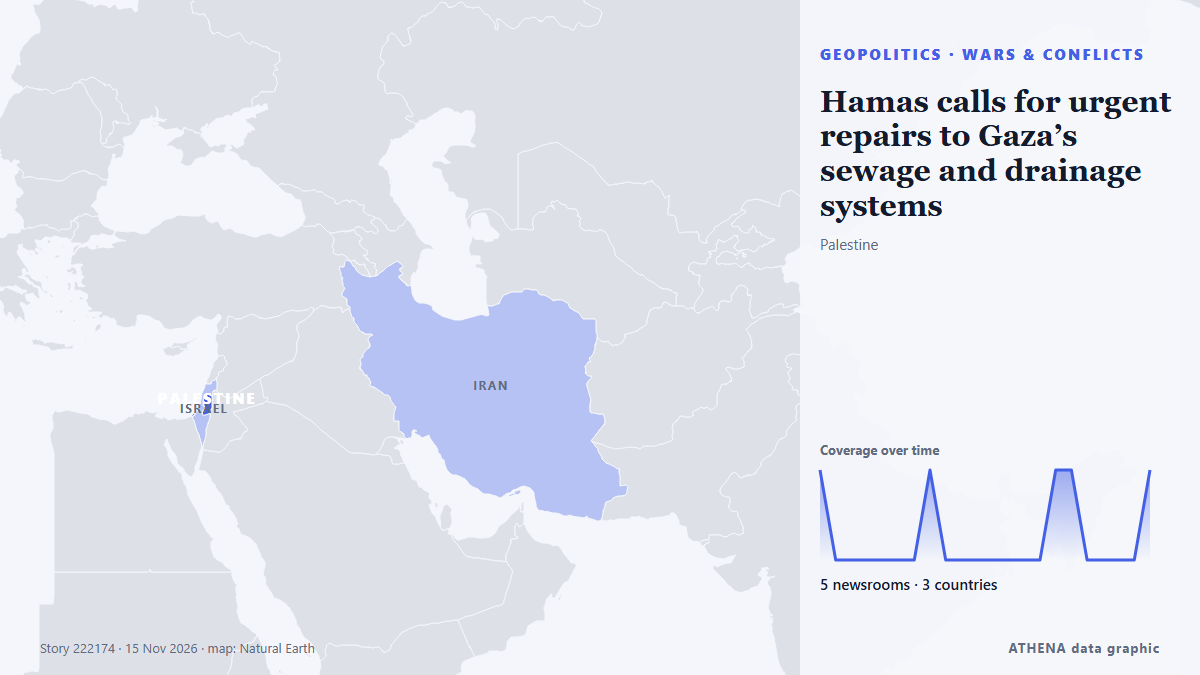 GEOPOLITICS · WARS & CONFLICTS
Hamas calls for urgent
repairs to Gaza’s
sewage and drainage
systems
Palestine
IRAN
PALESTINE
ISRAEL
Coverage over time
5 newsrooms · 3 countries
Story 222174 · 15 Nov 2026 · map: Natural Earth
ATHENA data graphic